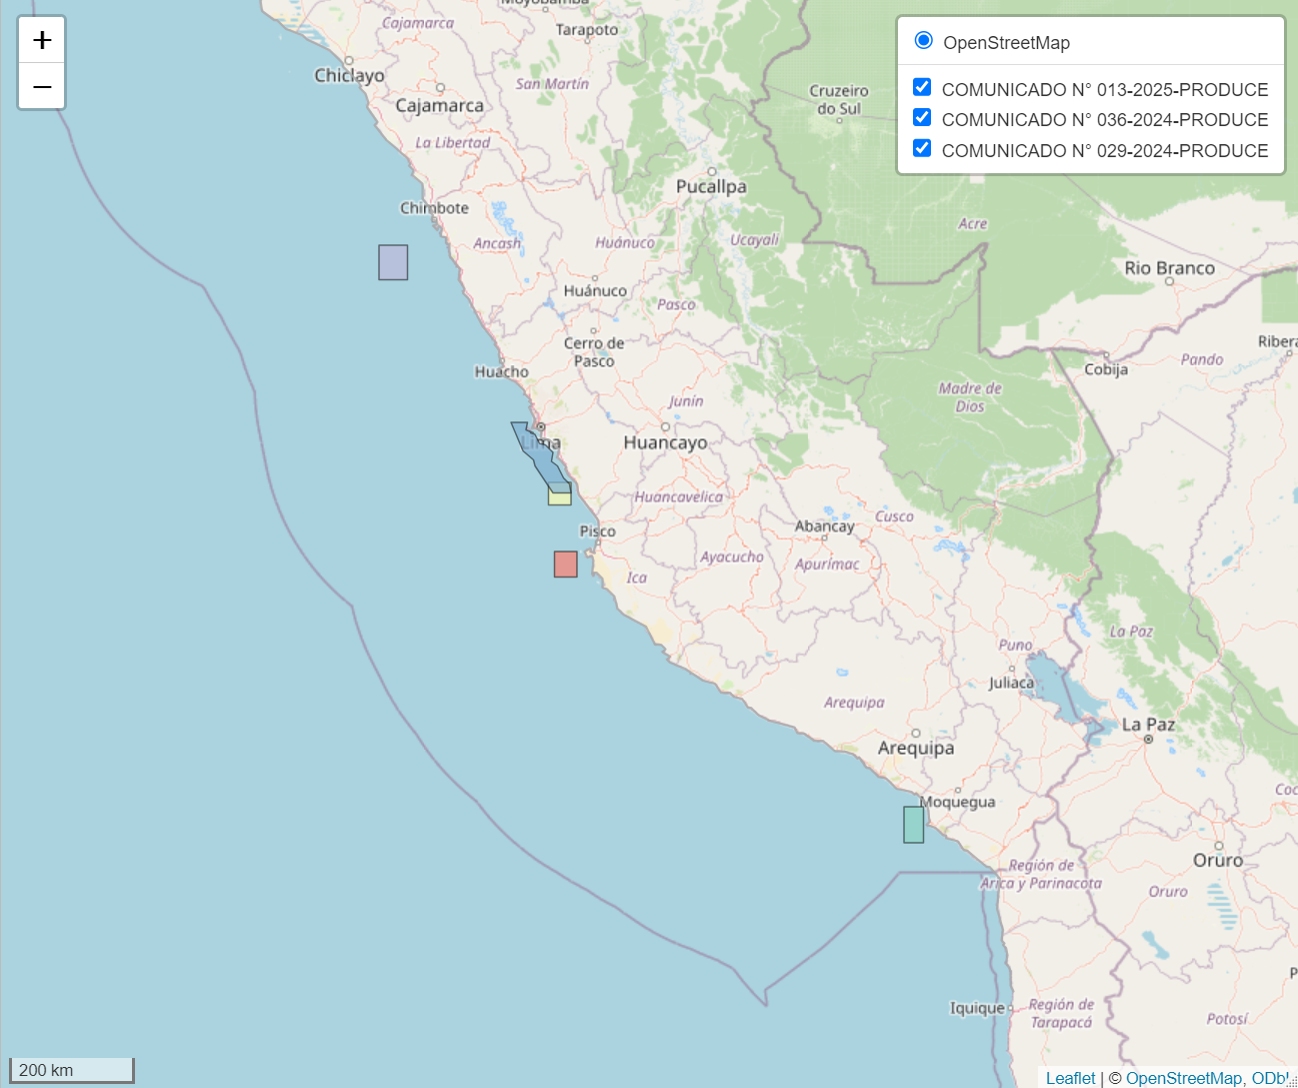 +
−
OpenStreetMap
COMUNICADO N° 013-2025-PRODUCE
COMUNICADO N° 036-2024-PRODUCE
COMUNICADO N° 029-2024-PRODUCE
Moyobamba
Cajamarca
Tarapoto
Chiclayo
San Martín
Cruzeiro
do Sul
Cajamarca
La Libertad
Pucallpa
Chimbote
Acre
Ancash
Huánuco
Ucayali
Rio Branco
Huánuco
Pasco
Cerro de
Pasco
Huacho
Cobija
Pando
Madre de
Dios
Junín
Lima
Huancayo
Huancavelica
Pisco
Abancay
Cusco
Ayacucho
Apurímac
Ica
La Paz
Puno
Juliaca
Arequipa
La Paz
Arequipa
Moquegua
Oruro
Región de
Arica y Parinacota
Oruro
Iquique
Región de
Tarapacá
Potosí
200 km
Leaflet | © OpenStreetMap, ODbL